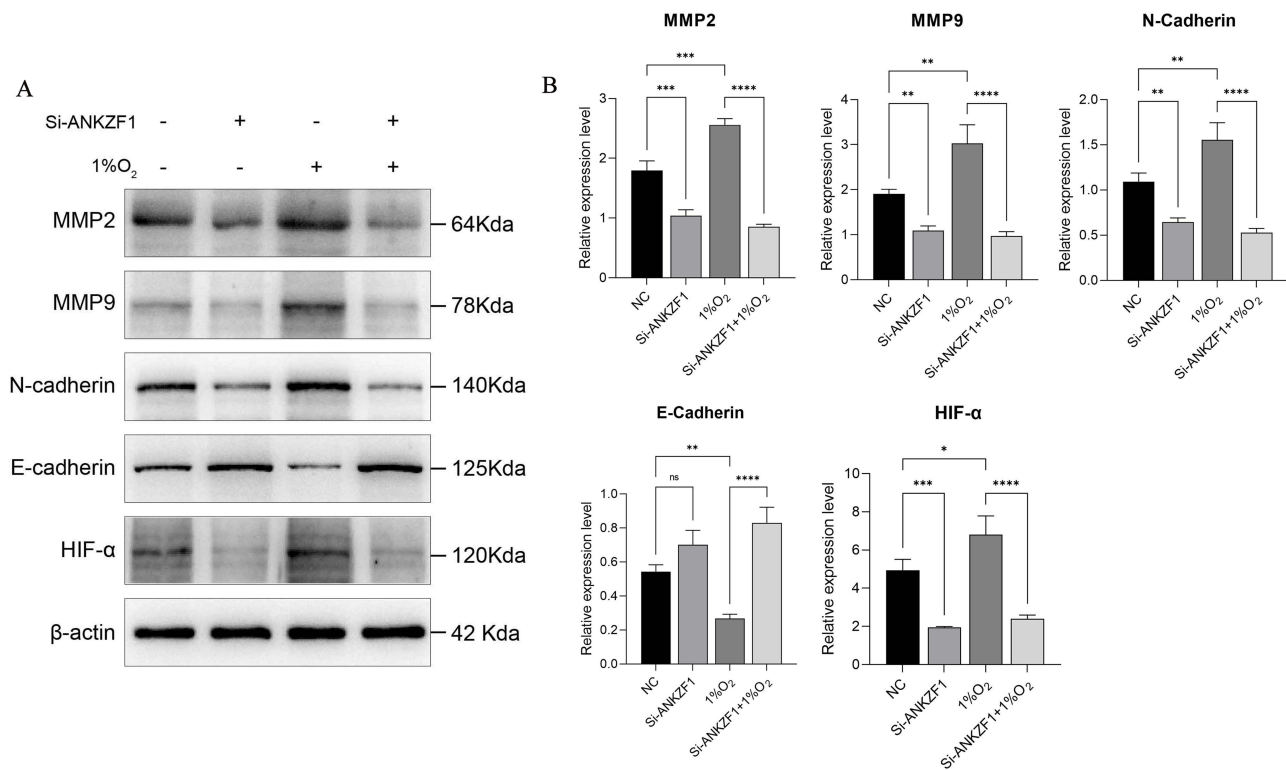 A
Si-ANKZF1 - + - +
1%O₂ - - + +
MMP2 64Kda
MMP9 78Kda
N-cadherin 140Kda
E-cadherin 125Kda
HIF-α 120Kda
β-actin 42 Kda
B
MMP2
Relative expression level
3
2
1
0
***
***
****
NC
Si-ANKZF1
1%O₂
Si-ANKZF1+1%O₂
MMP9
Relative expression level
4
3
2
1
0
**
**
****
NC
Si-ANKZF1
1%O₂
Si-ANKZF1+1%O₂
N-Cadherin
Relative expression level
2.0
1.5
1.0
0.5
0.0
**
**
****
NC
Si-ANKZF1
1%O₂
Si-ANKZF1+1%O₂
E-Cadherin
Relative expression level
1.0
0.8
0.6
0.4
0.2
0.0
**
ns
****
NC
Si-ANKZF1
1%O₂
Si-ANKZF1+1%O₂
HIF-α
Relative expression level
10
8
6
4
2
0
*
***
****
NC
Si-ANKZF1
1%O₂
Si-ANKZF1+1%O₂